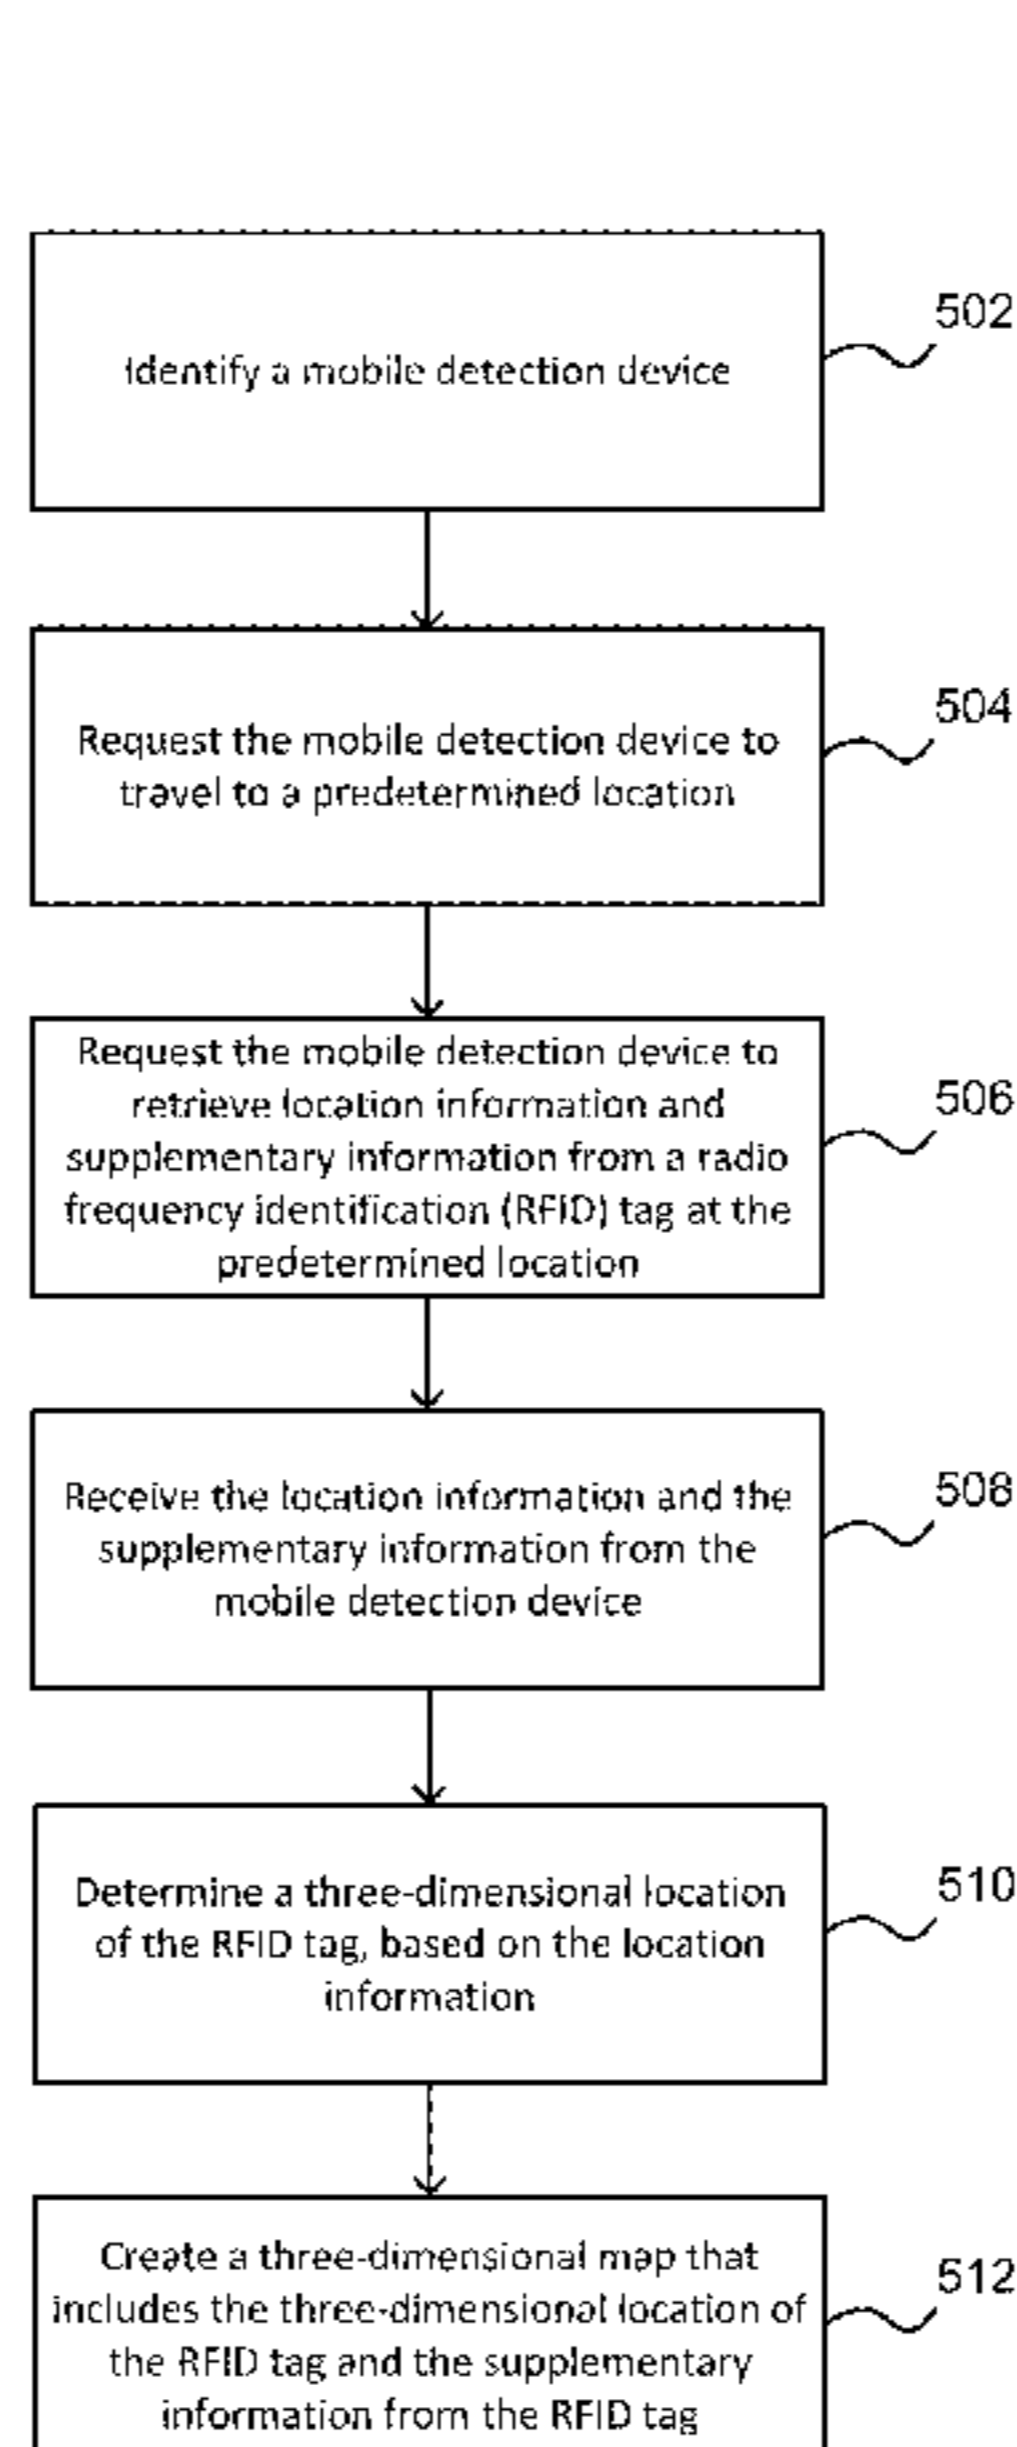 Identify a mobile detection device
502
Request the mobile detection device to
travel to a predetermined location
504
Request the mobile detection device to
retrieve location information and
supplementary information from a radio
frequency identification (RFID) tag at the
predetermined location
506
Receive the location information and the
supplementary information from the
mobile detection device
508
Determine a three-dimensional location
of the RFID tag, based on the location
information
510
Create a three-dimensional map that
includes the three-dimensional location of
the RFID tag and the supplementary
information from the RFID tag
512